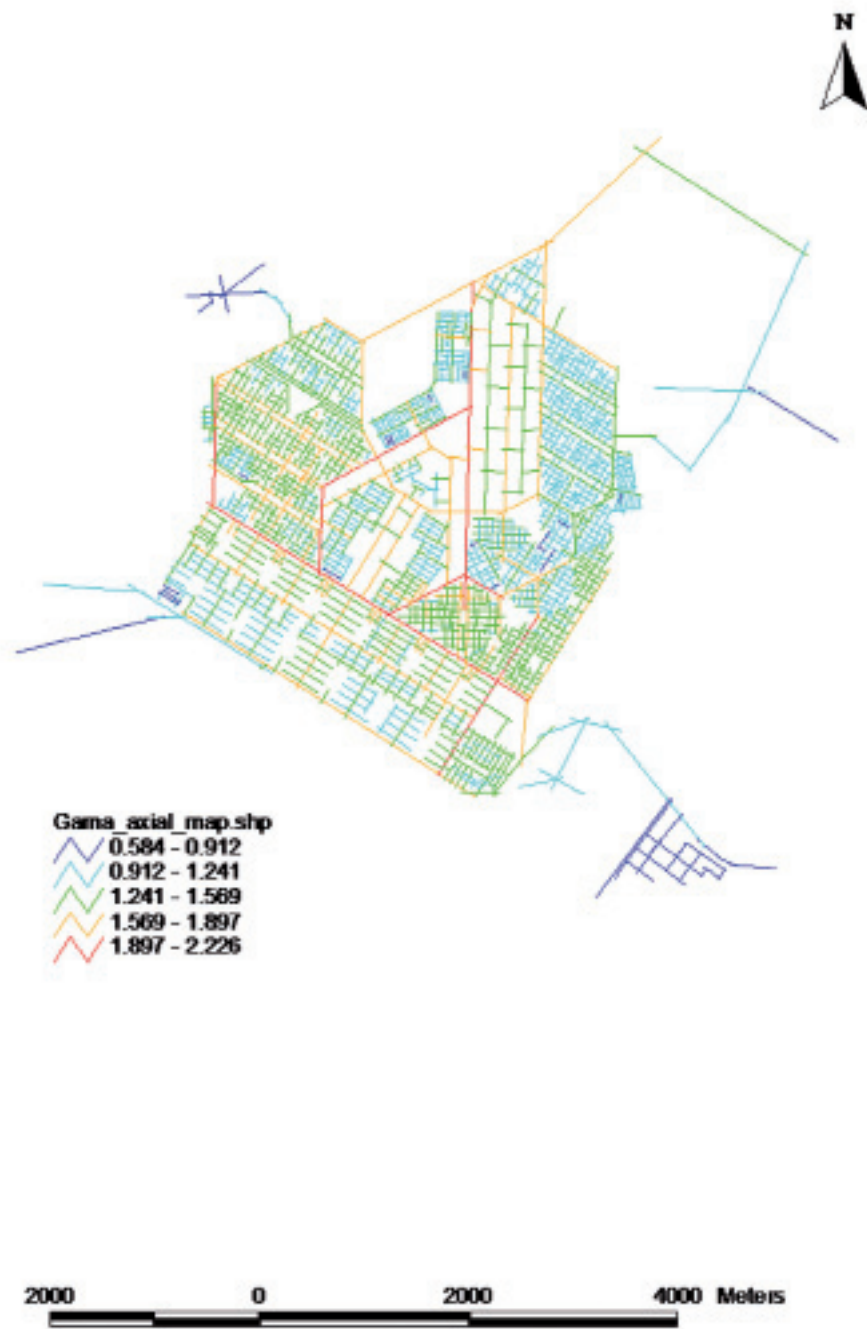 N
Gama_axial_map.shp
0.584 - 0.912
0.912 - 1.241
1.241 - 1.569
1.569 - 1.897
1.897 - 2.226
2000 0 2000 4000 Meters